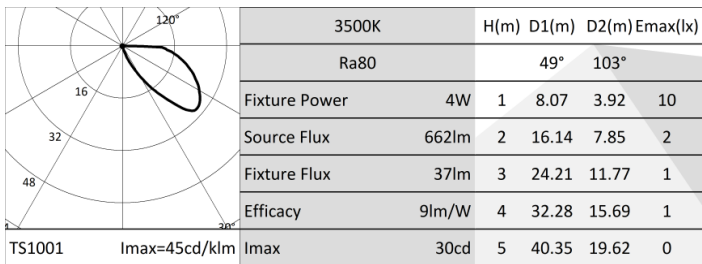 120°
16
32
48
30°
TS1001 Imax=45cd/klm
3500K
Ra80
Fixture Power 4W
Source Flux 662lm
Fixture Flux 37lm
Efficacy 9lm/W
Imax 30cd
H(m) D1(m) D2(m) Emax(lx)
49° 103°
1 8.07 3.92 10
2 16.14 7.85 2
3 24.21 11.77 1
4 32.28 15.69 1
5 40.35 19.62 0